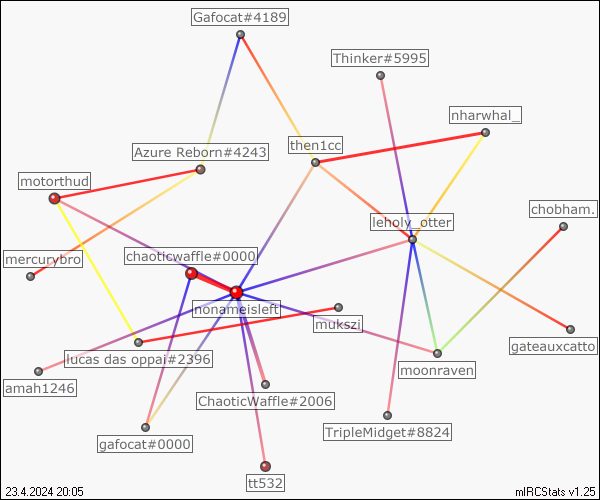 Gafocat#4189
Thinker#5995
nharwhal_
then1cc
Azure Reborn#4243
motorthud
chobham.
leholy_otter
mercurybro
chaoticwaffle#0000
nonameisleft
mukszi
gateauxcatto
lucas das oppai#2396
moonraven
amah1246
ChaoticWaffle#2006
TripleMidget#8824
gafocat#0000
tt532
23.4.2024 20:05
mIRCStats v1.25